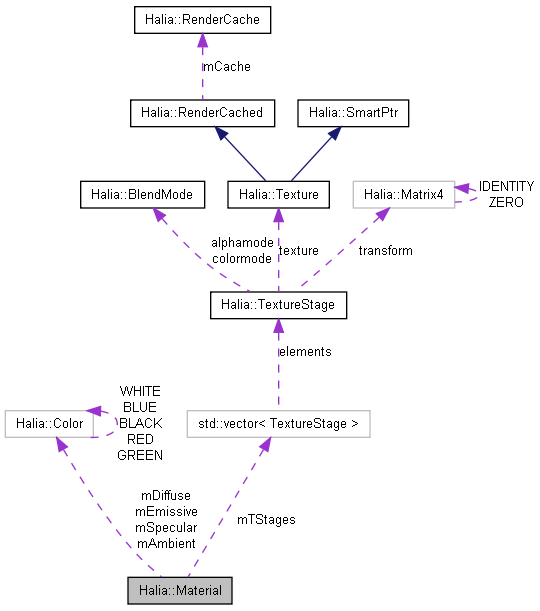 Halia::RenderCache
mCache
Halia::RenderCached
Halia::SmartPtr
Halia::BlendMode
Halia::Texture
Halia::Matrix4
IDENTITY
ZERO
alphamode
colormode
texture
transform
Halia::TextureStage
elements
WHITE
BLUE
BLACK
RED
GREEN
Halia::Color
std::vector< TextureStage >
mDiffuse
mEmissive
mSpecular
mAmbient
mTStages
Halia::Material